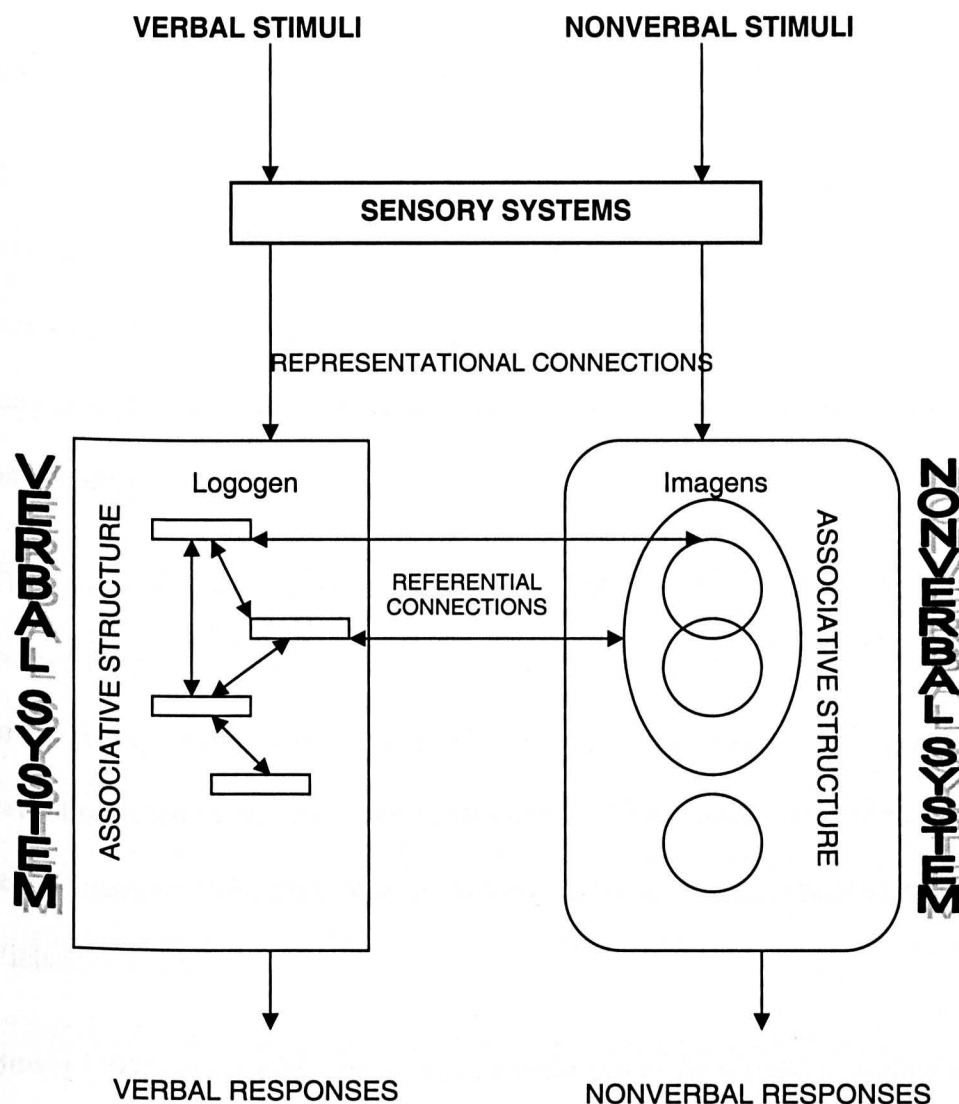 VERBAL STIMULI
NONVERBAL STIMULI
SENSORY SYSTEMS
REPRESENTATIONAL CONNECTIONS
VERBAL SYSTEM
ASSOCIATIVE STRUCTURE
Logogen
REFERENTIAL
CONNECTIONS
Imagens
ASSOCIATIVE STRUCTURE
NONVERBAL SYSTEM
VERBAL RESPONSES
NONVERBAL RESPONSES